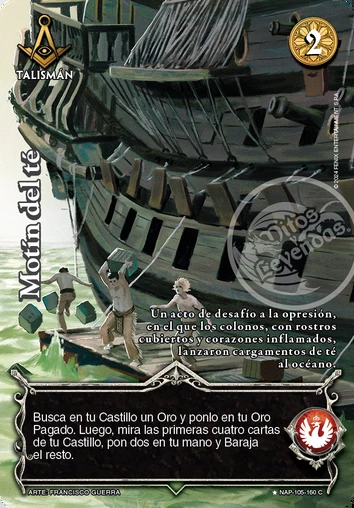 TALISMÁN
2
Motín del té
© 2024 FENIX ENTERTAINMENT S.P.A.
Mitos
y
Leyendas
Un acto de desafío a la opresión,
en el que los colonos, con rostros
cubiertos y corazones inflamados,
lanzaron cargamentos de té
al océano.
Busca en tu Castillo un Oro y ponlo en tu Oro
Pagado. Luego, mira las primeras cuatro cartas
de tu Castillo, pon dos en tu mano y Baraja
el resto.
ARTE: FRANCISCO GUERRA
★ NAP-105-160 C